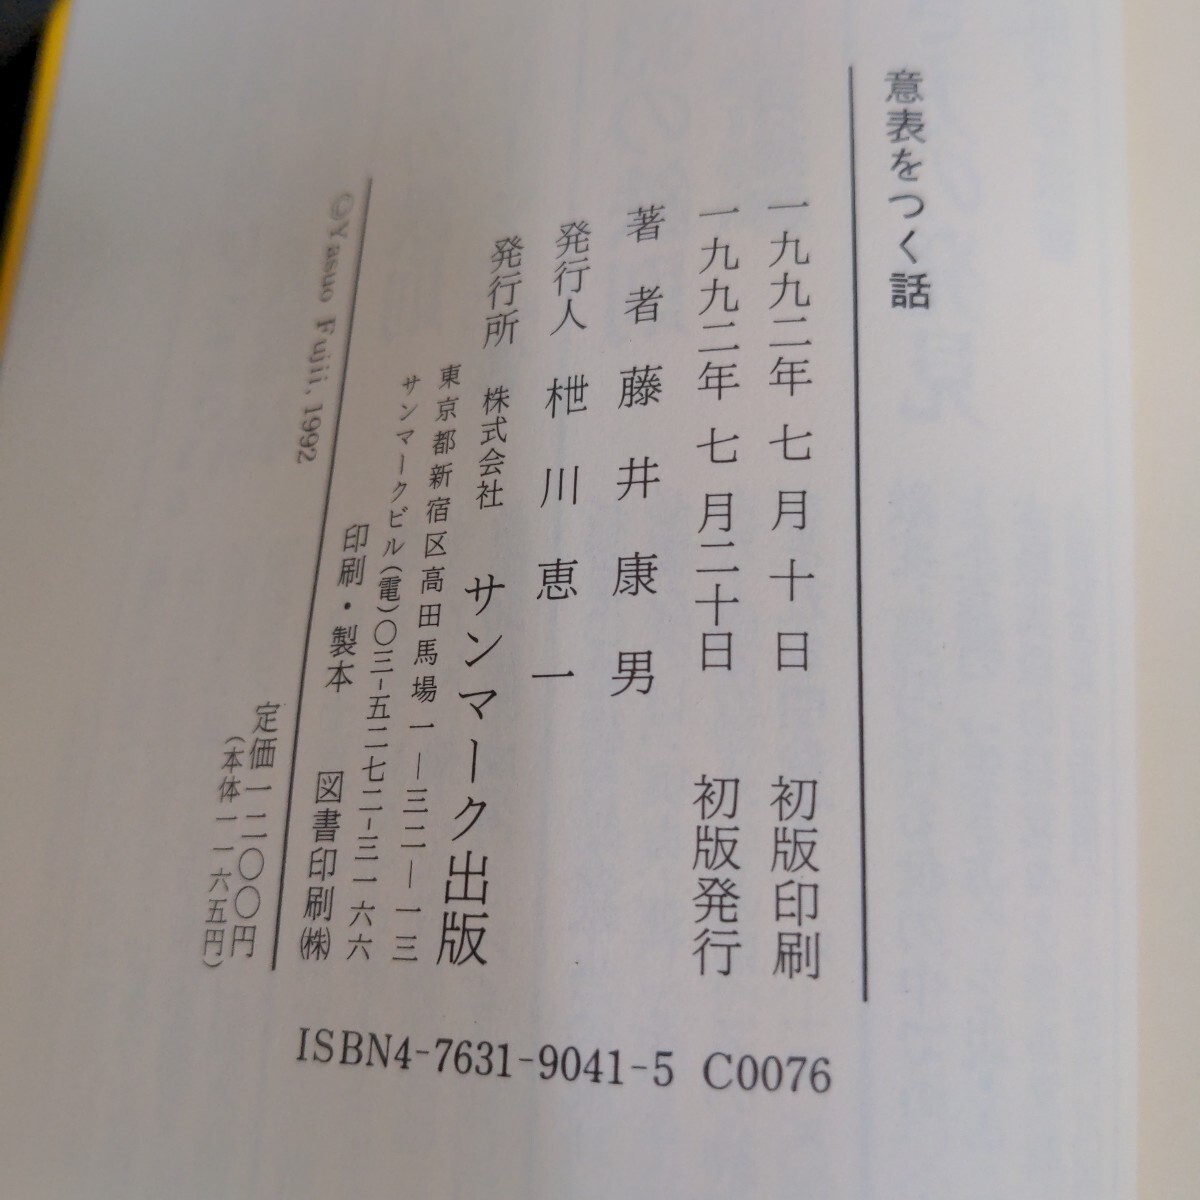 意表をつく話
一九九二年 七月 十日 初版印刷
一九九二年 七月二十日 初版発行
著者 藤井康男
発行人 枻川恵一
発行所 株式会社 サンマーク出版
東京都新宿区高田馬場一―三二―一三
サンマークビル(電)〇三-五二七二-三一六六
印刷・製本 図書印刷㈱
©Yasuo Fujii, 1992
定価一二〇〇円
(本体一一六五円)
ISBN4-7631-9041-5 C0076